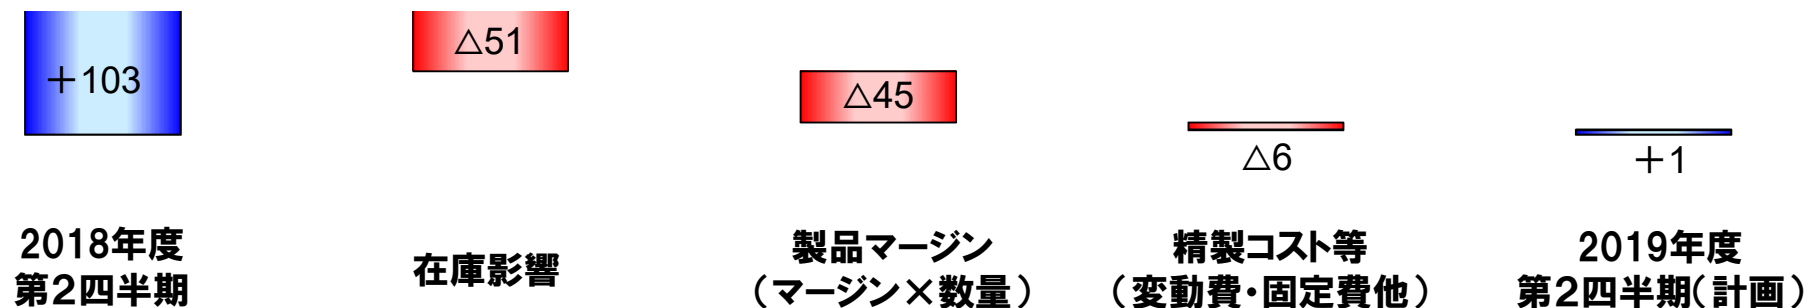 ＋103
△51
△45
△6
＋1
2018年度
第2四半期
在庫影響
製品マージン
（マージン×数量）
精製コスト等
（変動費・固定費他）
2019年度
第2四半期（計画）